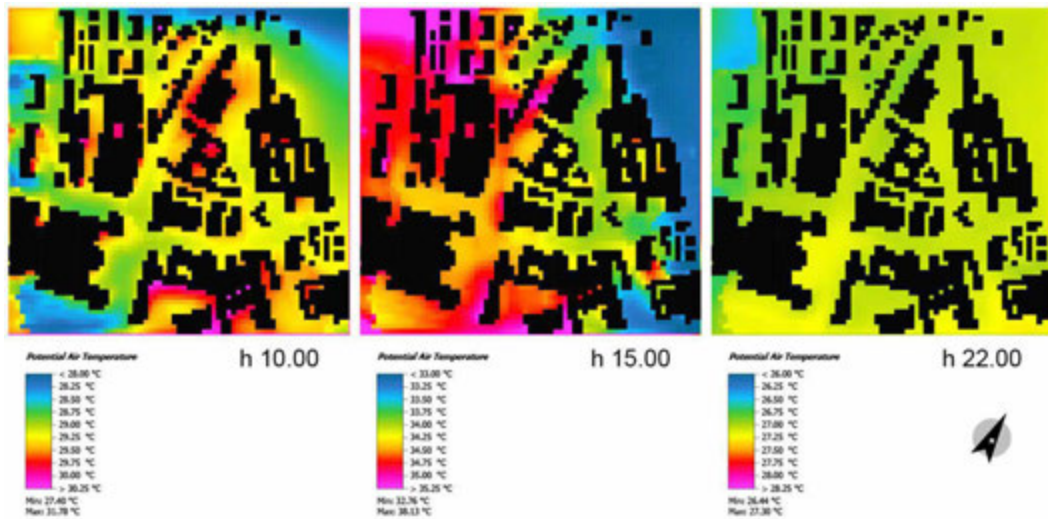 Potential Air Temperature
h 10.00
< 28.00 °C
28.25 °C
28.50 °C
28.75 °C
29.00 °C
29.25 °C
29.50 °C
29.75 °C
30.00 °C
> 30.25 °C
Min: 27.40 °C
Max: 31.78 °C
Potential Air Temperature
h 15.00
< 33.00 °C
33.25 °C
33.50 °C
33.75 °C
34.00 °C
34.25 °C
34.50 °C
34.75 °C
35.00 °C
> 35.25 °C
Min: 32.76 °C
Max: 38.13 °C
Potential Air Temperature
h 22.00
< 26.00 °C
26.25 °C
26.50 °C
26.75 °C
27.00 °C
27.25 °C
27.50 °C
27.75 °C
28.00 °C
> 28.25 °C
Min: 26.44 °C
Max: 27.30 °C